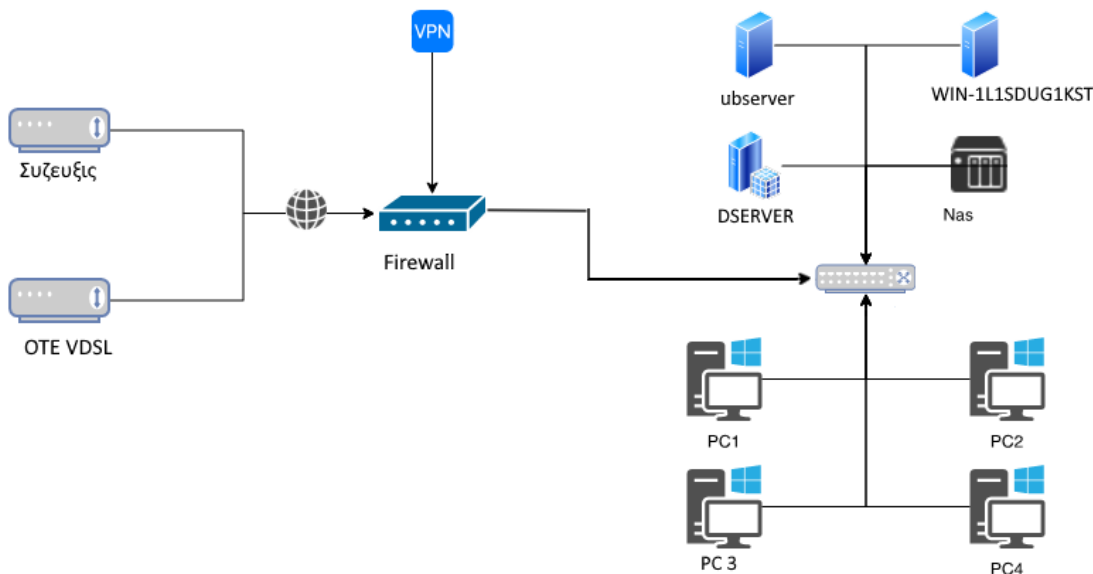 VPN
ubserver
WIN-1L1SDUG1KST
Συζευξις
DSERVER
Nas
Firewall
OTE VDSL
PC1
PC2
PC 3
PC4